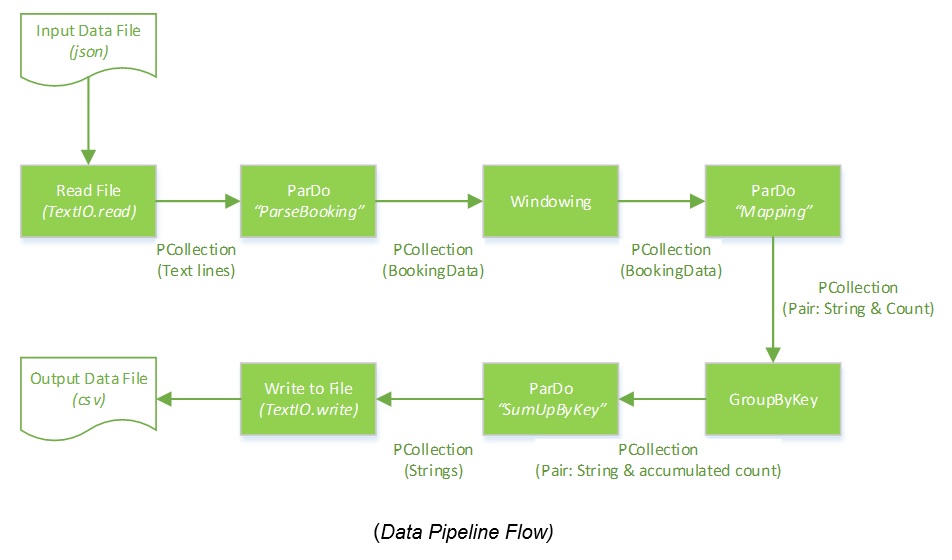 Input Data File
(json)
Read File
(TextIO.read)
ParDo
“ParseBooking”
Windowing
ParDo
“Mapping”
PCollection
(Text lines)
PCollection
(BookingData)
PCollection
(BookingData)
PCollection
(Pair: String & Count)
Output Data File
(csv)
Write to File
(TextIO.write)
ParDo
“SumUpByKey”
GroupByKey
PCollection
(Strings)
PCollection
(Pair: String & accumulated count)
(Data Pipeline Flow)